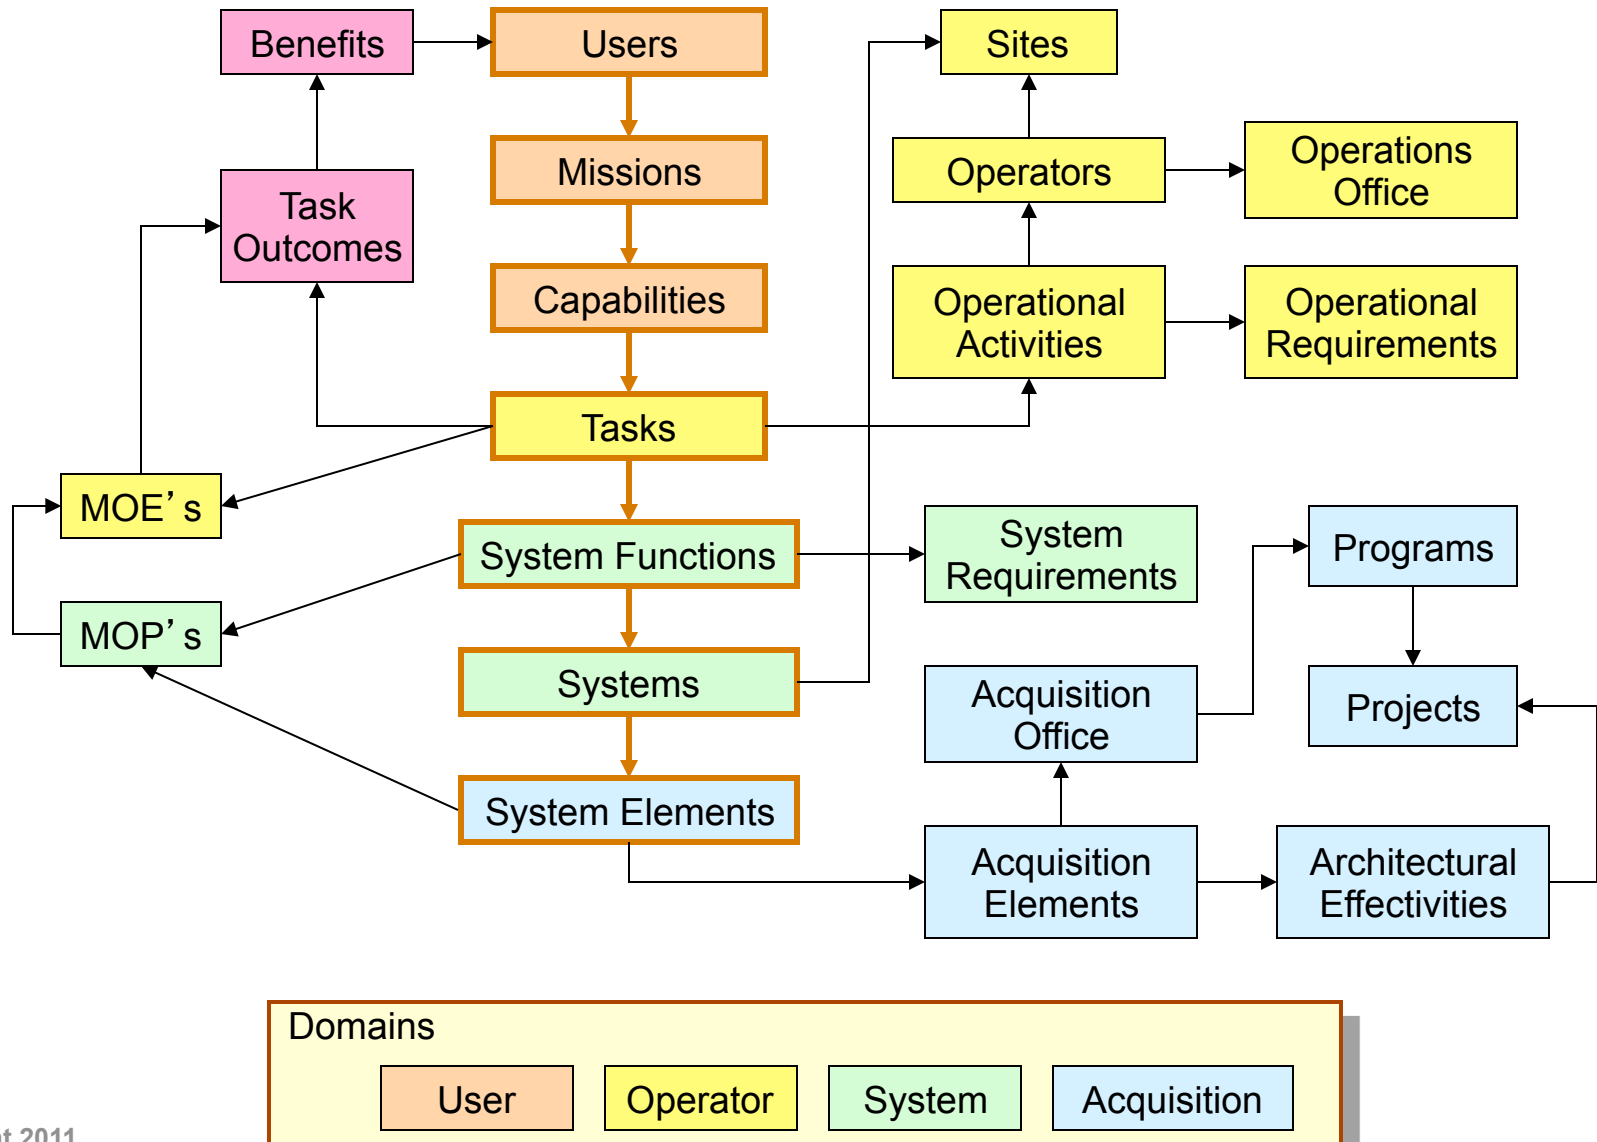 Benefits
Users
Sites
Missions
Operators
Operations
Office
Task
Outcomes
Capabilities
Operational
Activities
Operational
Requirements
Tasks
MOE’s
System Functions
System
Requirements
Programs
MOP’s
Systems
Acquisition
Office
Projects
System Elements
Acquisition
Elements
Architectural
Effectivities
Domains
User
Operator
System
Acquisition
2011